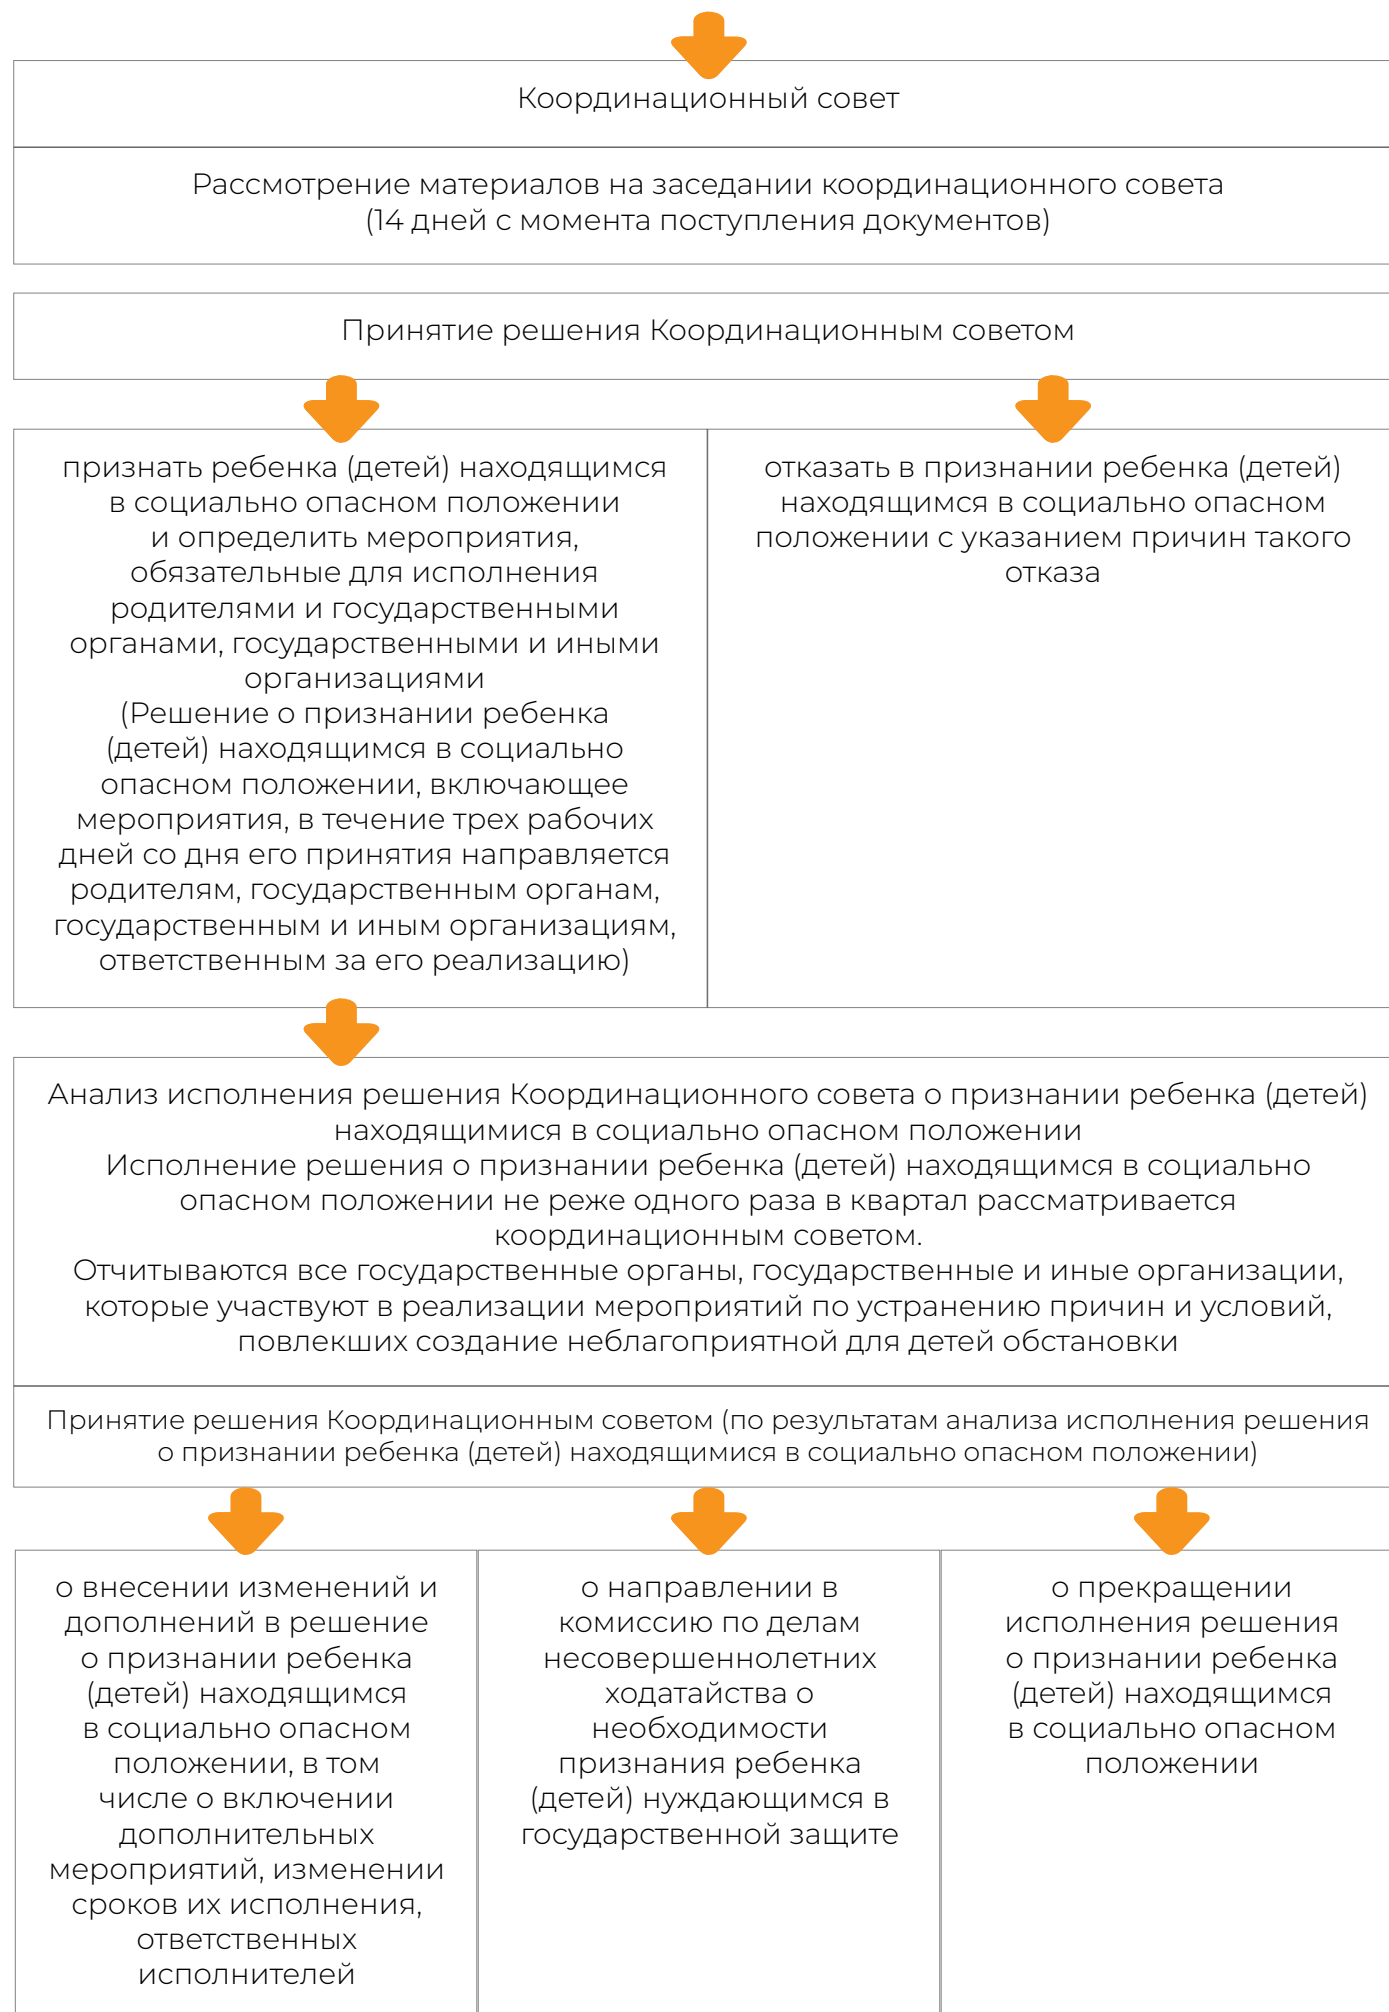 Координационный совет
Рассмотрение материалов на заседании координационного совета
(14 дней с момента поступления документов)
Принятие решения Координационным советом
признать ребенка (детей) находящимся
в социально опасном положении
и определить мероприятия,
обязательные для исполнения
родителями и государственными
органами, государственными и иными
организациями
(Решение о признании ребенка
(детей) находящимся в социально
опасном положении, включающее
мероприятия, в течение трех рабочих
дней со дня его принятия направляется
родителям, государственным органам,
государственным и иным организациям,
ответственным за его реализацию)
отказать в признании ребенка (детей)
находящимся в социально опасном
положении с указанием причин такого
отказа
Анализ исполнения решения Координационного совета о признании ребенка (детей)
находящимися в социально опасном положении
Исполнение решения о признании ребенка (детей) находящимся в социально
опасном положении не реже одного раза в квартал рассматривается
координационным советом.
Отчитываются все государственные органы, государственные и иные организации,
которые участвуют в реализации мероприятий по устранению причин и условий,
повлекших создание неблагоприятной для детей обстановки
Принятие решения Координационным советом (по результатам анализа исполнения решения
о признании ребенка (детей) находящимися в социально опасном положении)
о внесении изменений и
дополнений в решение
о признании ребенка
(детей) находящимся
в социально опасном
положении, в том
числе о включении
дополнительных
мероприятий, изменении
сроков их исполнения,
ответственных
исполнителей
о направлении в
комиссию по делам
несовершеннолетних
ходатайства о
необходимости
признания ребенка
(детей) нуждающимся в
государственной защите
о прекращении
исполнения решения
о признании ребенка
(детей) находящимся
в социально опасном
положении